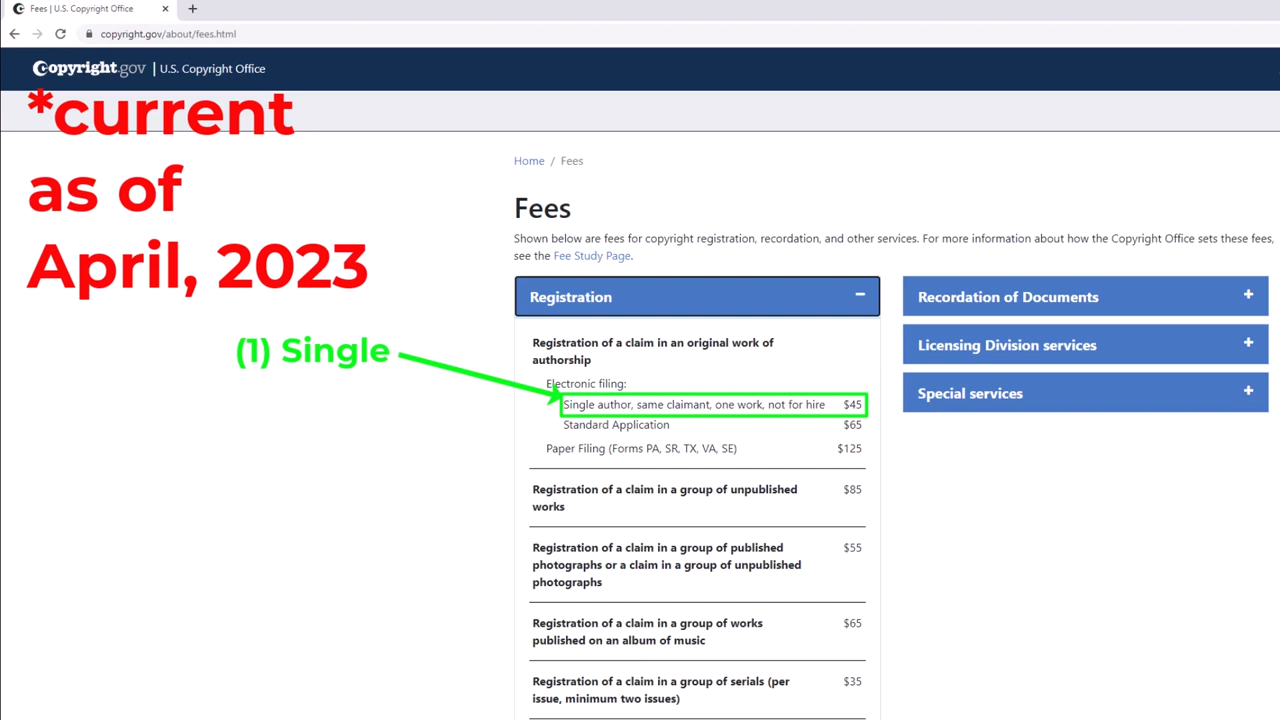 Fees | U.S. Copyright Office
copyright.gov/about/fees.html
Copyright.gov | U.S. Copyright Office
*current
as of
April, 2023
Home / Fees
Fees
Shown below are fees for copyright registration, recordation, and other services. For more information about how the Copyright Office sets these fees,
see the Fee Study Page.
Registration
Recordation of Documents
Licensing Division services
Special services
(1) Single
Registration of a claim in an original work of
authorship
Electronic filing:
Single author, same claimant, one work, not for hire $45
Standard Application $65
Paper Filing (Forms PA, SR, TX, VA, SE) $125
Registration of a claim in a group of unpublished $85
works
Registration of a claim in a group of published $55
photographs or a claim in a group of unpublished
photographs
Registration of a claim in a group of works $65
published on an album of music
Registration of a claim in a group of serials (per $35
issue, minimum two issues)